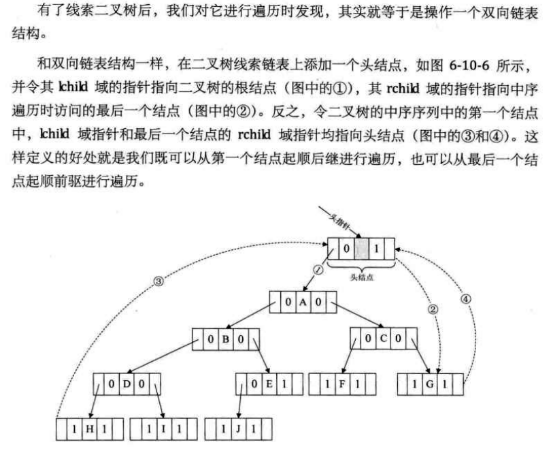 有了线索二叉树后，我们对它进行遍历时发现，其实就等于是操作一个双向链表
结构。
和双向链表结构一样，在二叉树线索链表上添加一个头结点，如图 6-10-6 所示，
并令其 lchild 域的指针指向二叉树的根结点（图中的①），其 rchild 域的指针指向中序
遍历时访问的最后一个结点（图中的②）。反之，令二叉树的中序序列中的第一个结点
中，lchild 域指针和最后一个结点的 rchild 域指针均指向头结点（图中的③和④）。这
样定义的好处就是我们既可以从第一个结点起顺后继进行遍历，也可以从最后一个结
点起顺前驱进行遍历。
头指针
0 1
头结点
① ② ③ ④
0 A 0
0 B 0
0 C 0
0 D 0
0 E 1
1 F 1
1 G 1
1 H 1
1 I 1
1 J 1